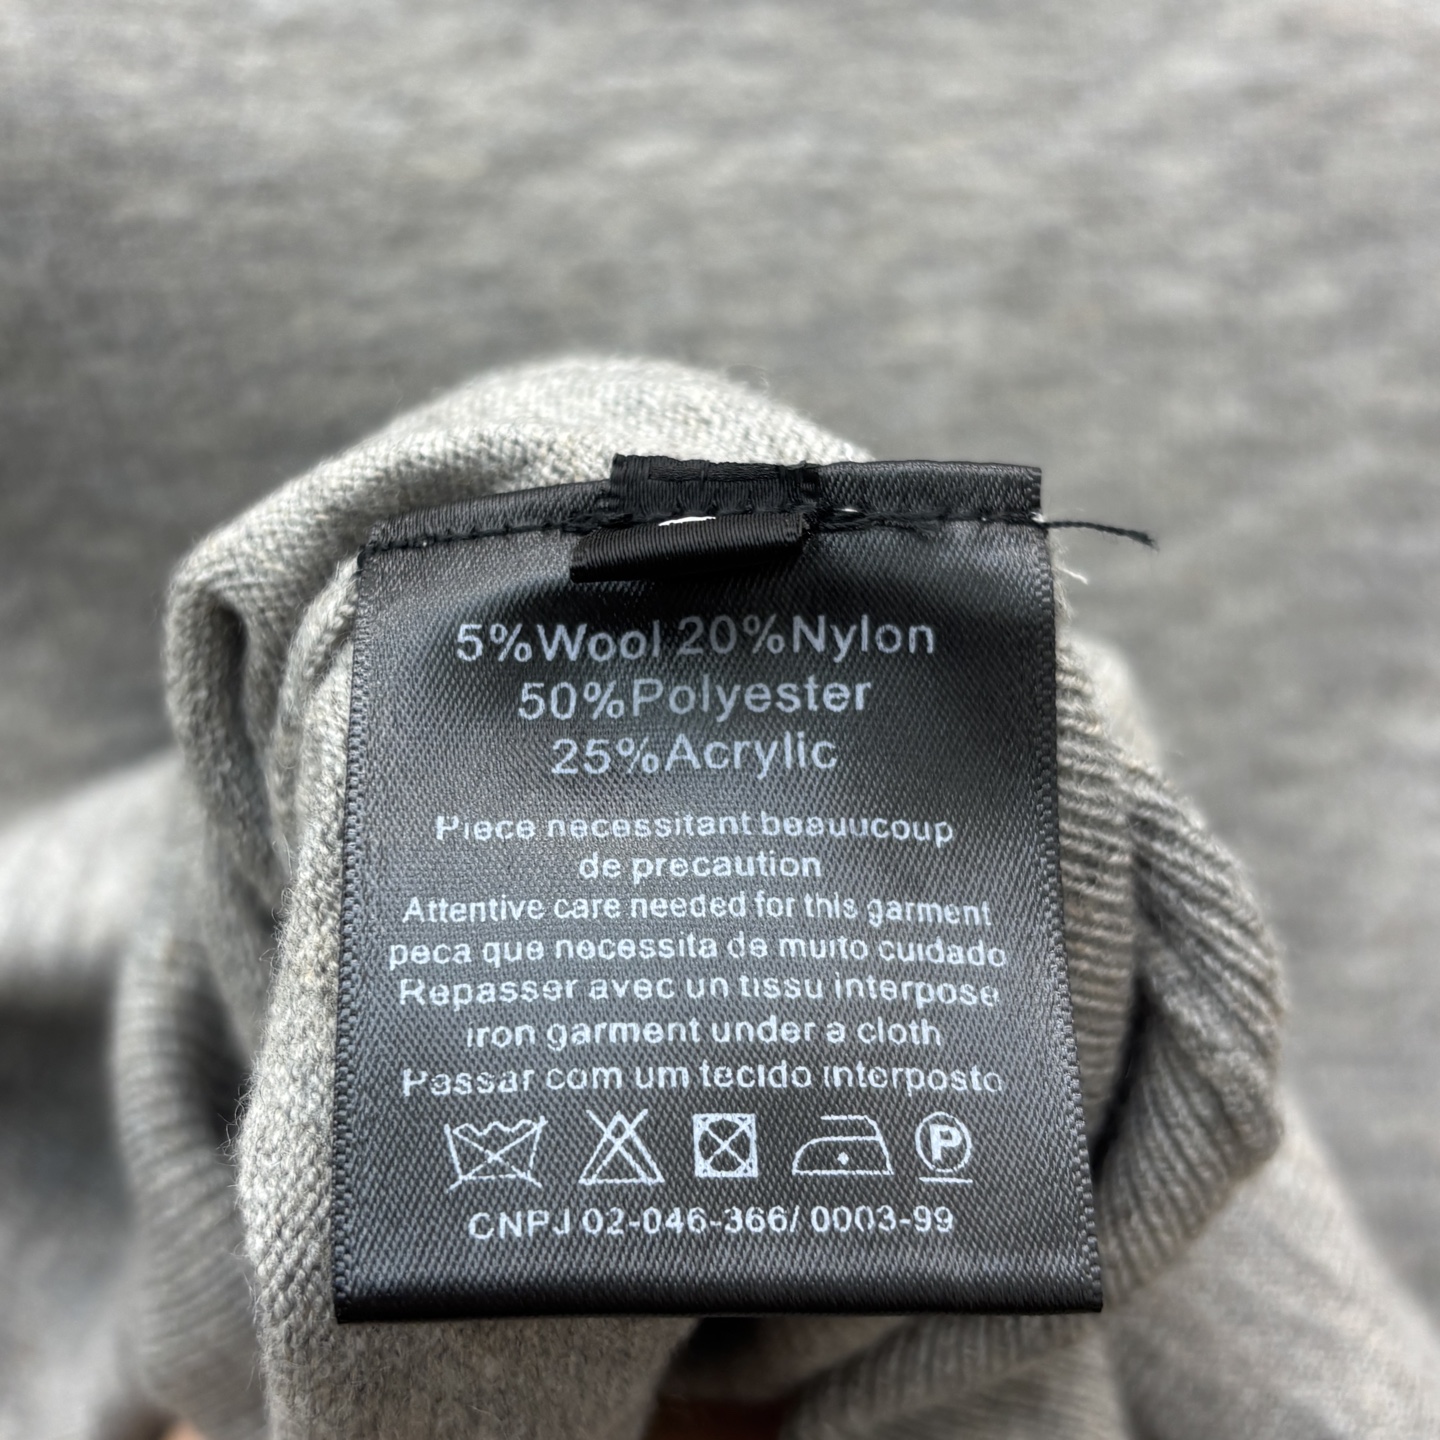 5%Wool 20%Nylon
50%Polyester
25%Acrylic
Piece necessitant beauucoup
de precaution
Attentive care needed for this garment
peca que necessita de muito cuidado
Repasser avec un tissu interpose
iron garment under a cloth
Passar com um tecido interposto
P
CNPJ 02-046-366/ 0003-99